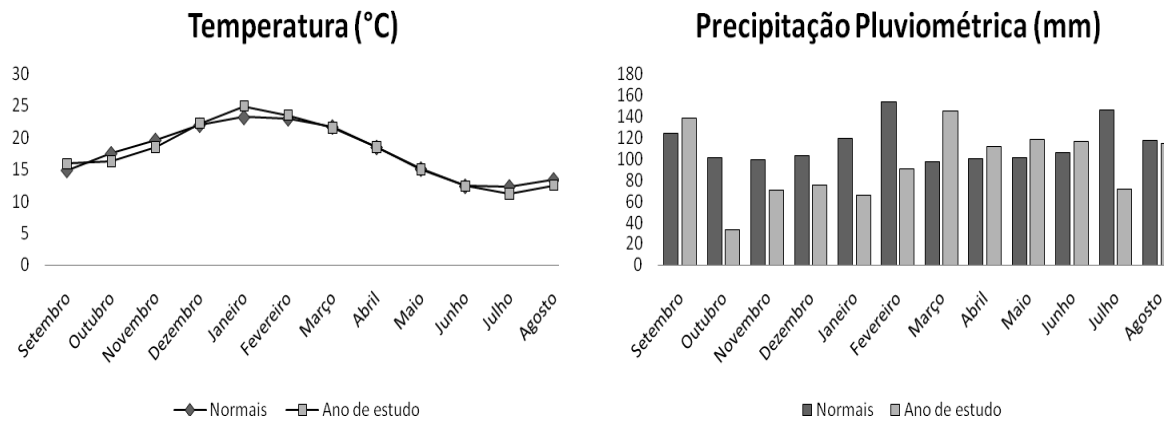 Temperatura (°C)
30
25
20
15
10
5
0
Setembro
Outubro
Novembro
Dezembro
Janeiro
Fevereiro
Março
Abril
Maio
Junho
Julho
Agosto
Normais
Ano de estudo
Precipitação Pluviométrica (mm)
180
160
140
120
100
80
60
40
20
0
Setembro
Outubro
Novembro
Dezembro
Janeiro
Fevereiro
Março
Abril
Maio
Junho
Julho
Agosto
Normais
Ano de estudo